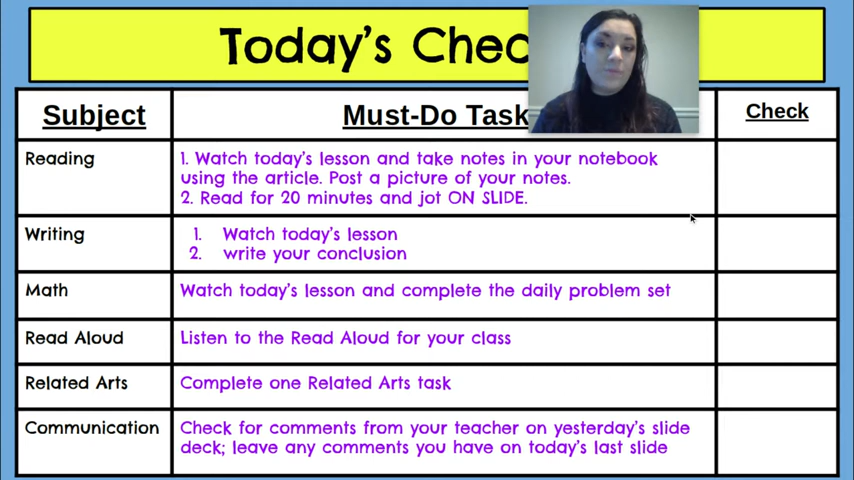 Today's Chec
Subject Must-Do Task Check
Reading 1. Watch today's lesson and take notes in your notebook
using the article. Post a picture of your notes.
2. Read for 20 minutes and jot ON SLIDE.
Writing 1. Watch today's lesson
2. write your conclusion
Math Watch today's lesson and complete the daily problem set
Read Aloud Listen to the Read Aloud for your class
Related Arts Complete one Related Arts task
Communication Check for comments from your teacher on yesterday's slide
deck; leave any comments you have on today's last slide